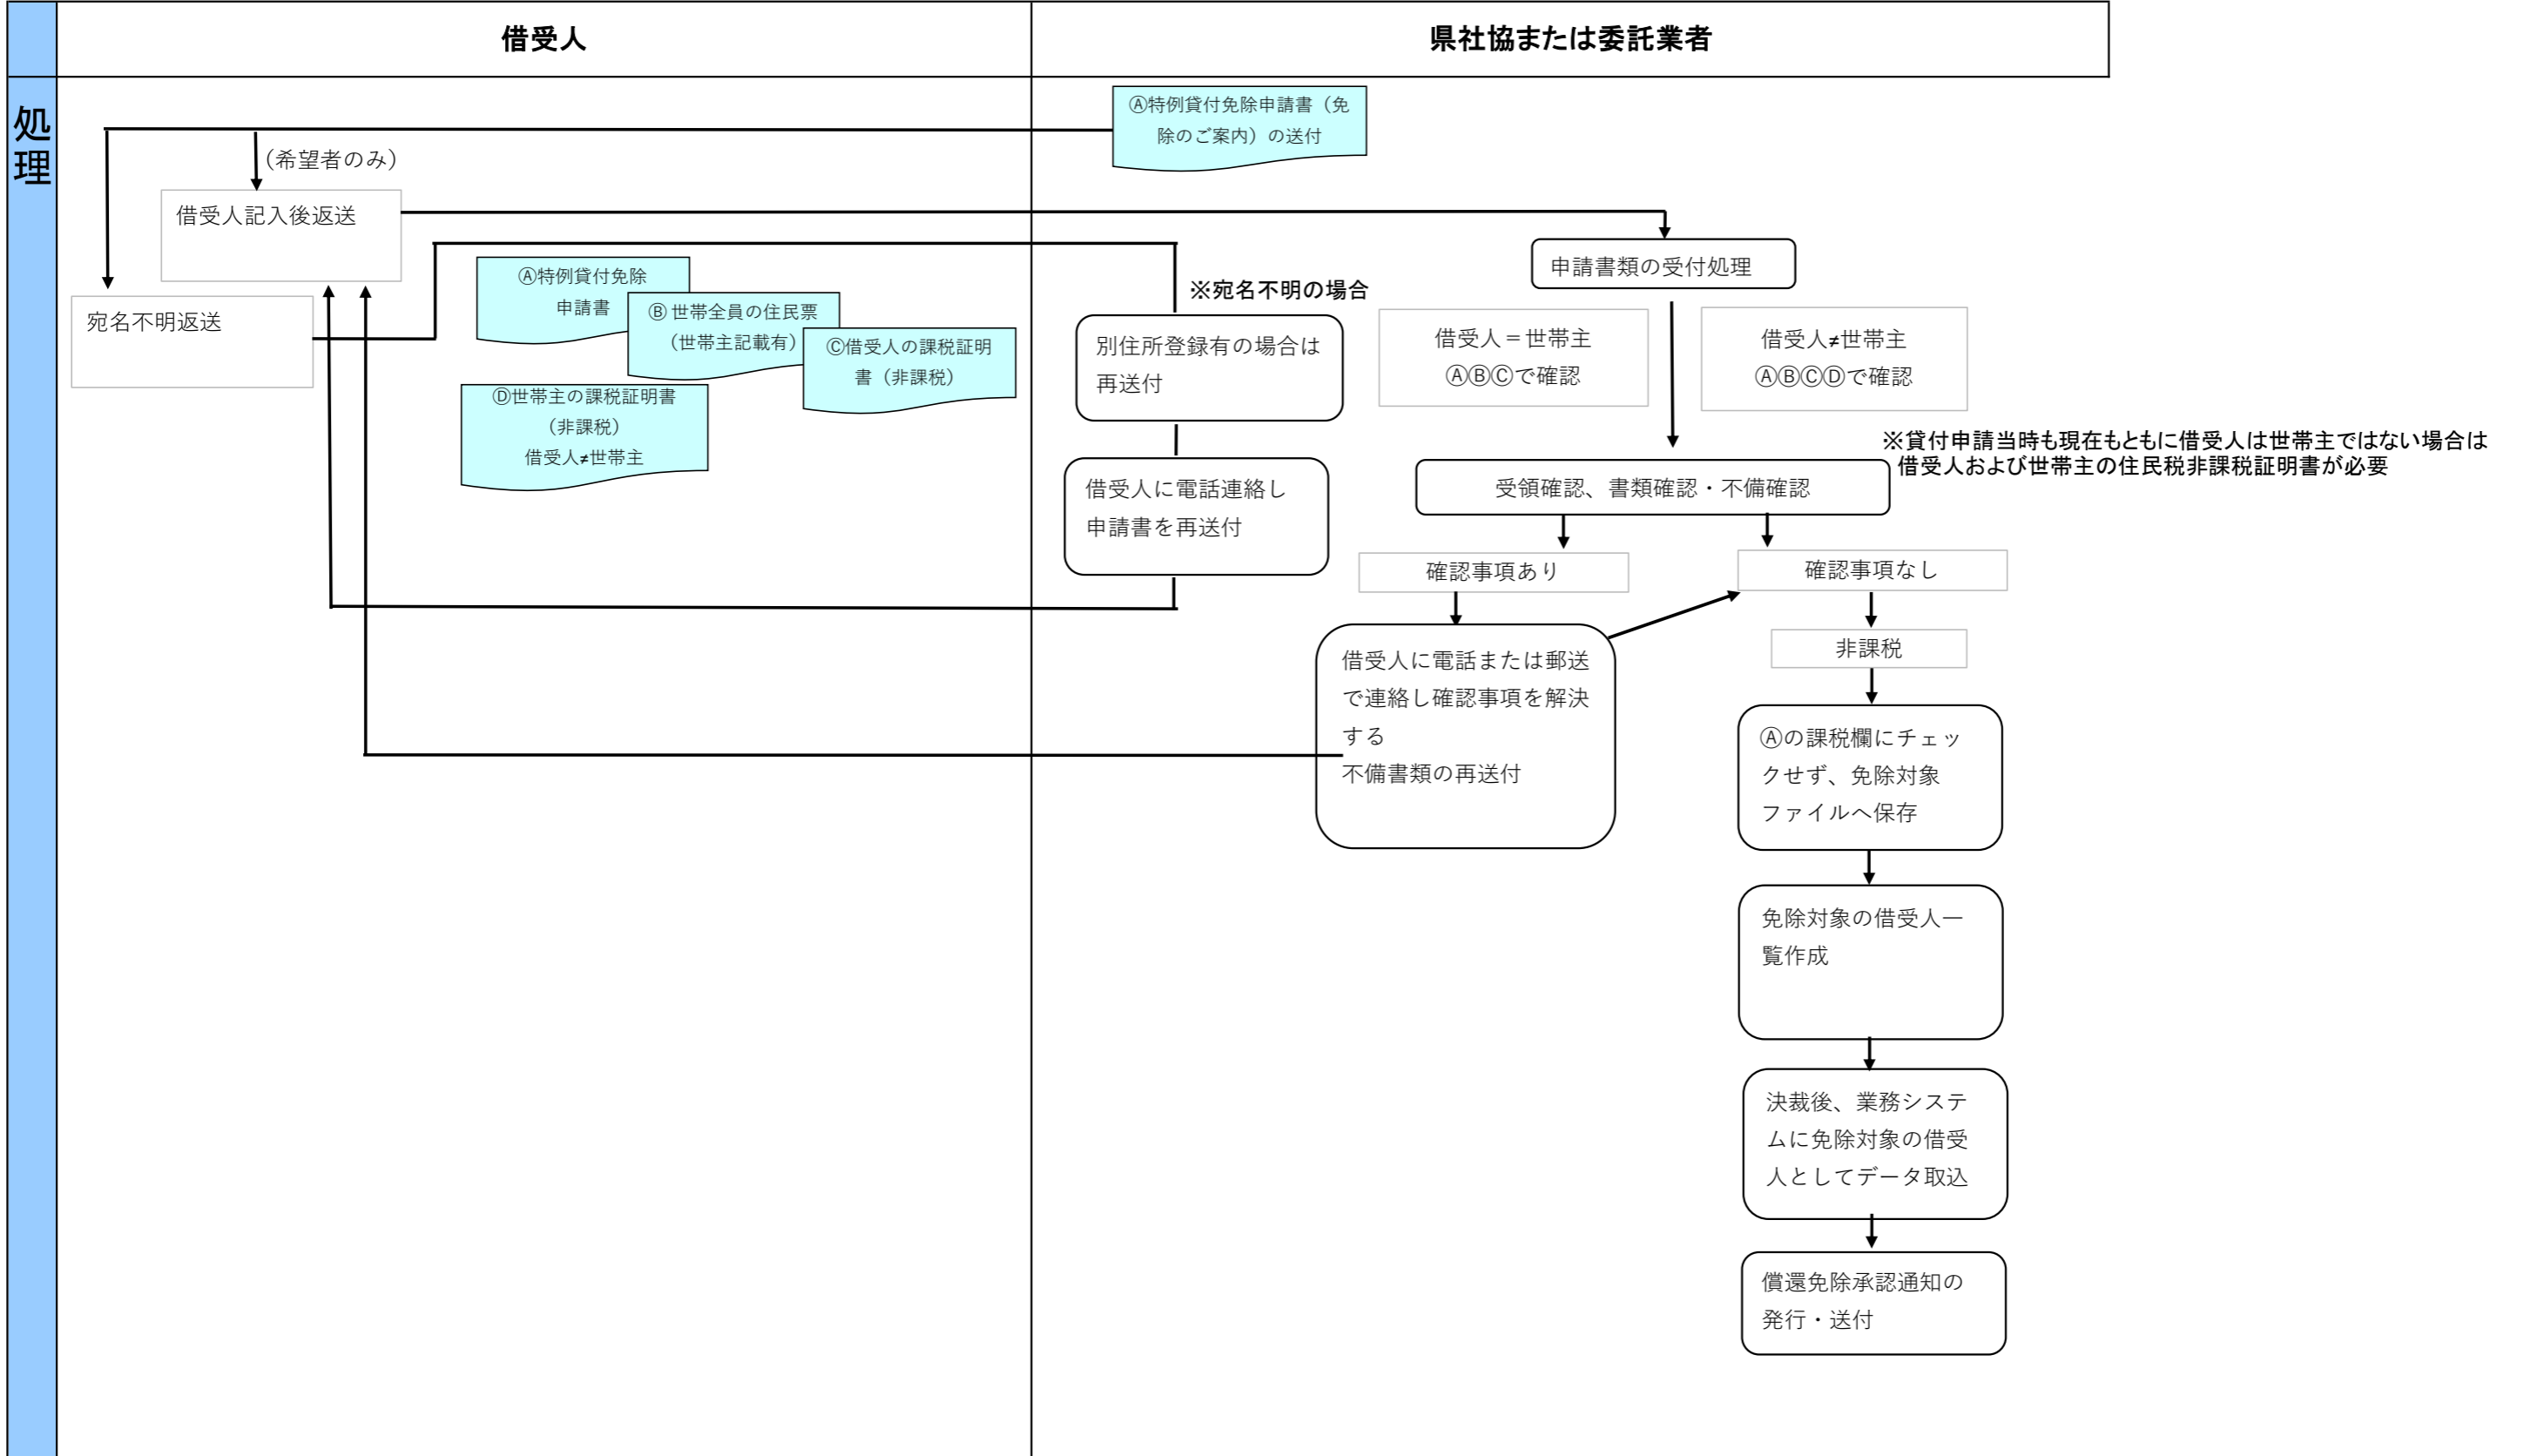 借受人
県社協または委託業者
処
理
Ⓐ特例貸付免除申請書（免
除のご案内）の送付
（希望者のみ）
借受人記入後返送
宛名不明返送
Ⓐ特例貸付免除
申請書
Ⓑ 世帯全員の住民票
（世帯主記載有）
Ⓒ借受人の課税証明
書（非課税）
Ⓓ世帯主の課税証明書
（非課税）
借受人≠世帯主
※宛名不明の場合
別住所登録有の場合は
再送付
借受人に電話連絡し
申請書を再送付
申請書類の受付処理
借受人＝世帯主
ⒶⒷⒸで確認
借受人≠世帯主
ⒶⒷⒸⒹで確認
※貸付申請当時も現在もともに借受人は世帯主ではない場合は
借受人および世帯主の住民税非課税証明書が必要
受領確認、書類確認・不備確認
確認事項あり
確認事項なし
借受人に電話または郵送
で連絡し確認事項を解決
する
不備書類の再送付
非課税
Ⓐの課税欄にチェッ
クせず、免除対象
ファイルへ保存
免除対象の借受人一
覧作成
決裁後、業務システ
ムに免除対象の借受
人としてデータ取込
償還免除承認通知の
発行・送付